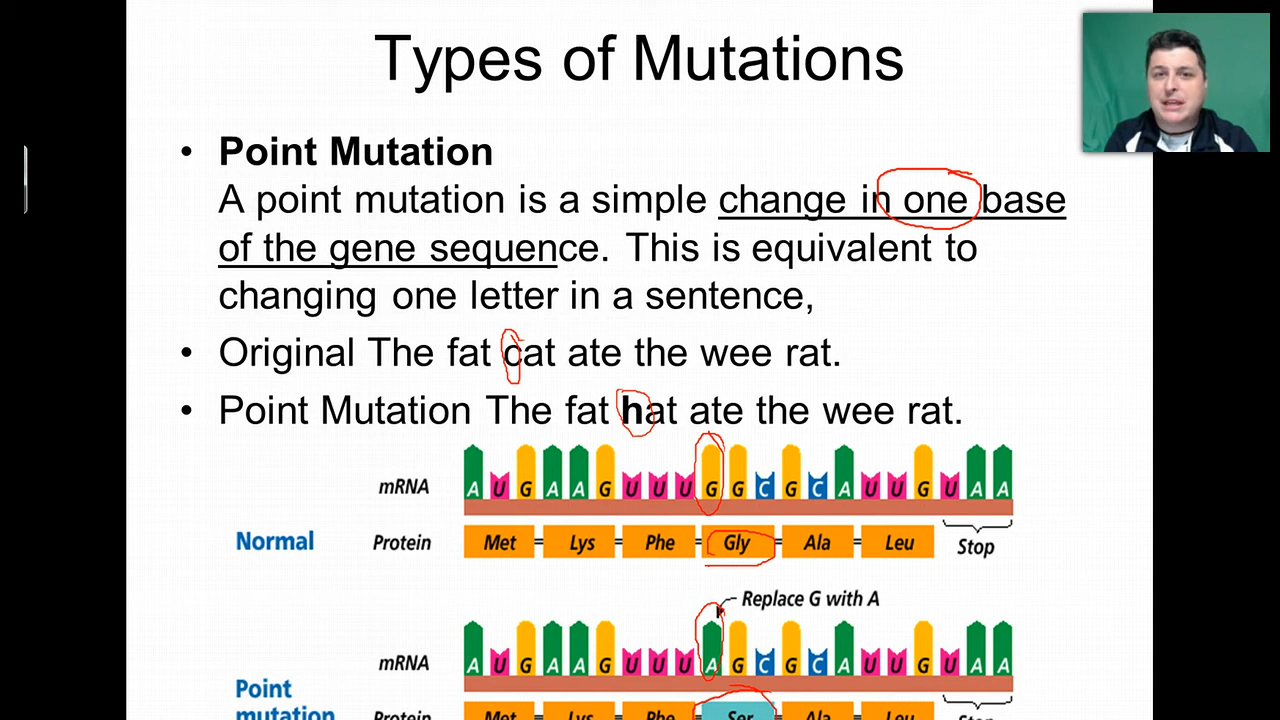 Types of Mutations
• Point Mutation
A point mutation is a simple change in one base
of the gene sequence. This is equivalent to
changing one letter in a sentence,
• Original The fat cat ate the wee rat.
• Point Mutation The fat hat ate the wee rat.
mRNA A U G A A G U U U G G C G C A U U G U A A
Normal Protein Met Lys Phe Gly Ala Leu Stop
Replace G with A
mRNA A U G A A G U U U A G C G C A U U G U A A
Point
mutation Protein Met Lys Phe Ser Ala Leu Stop